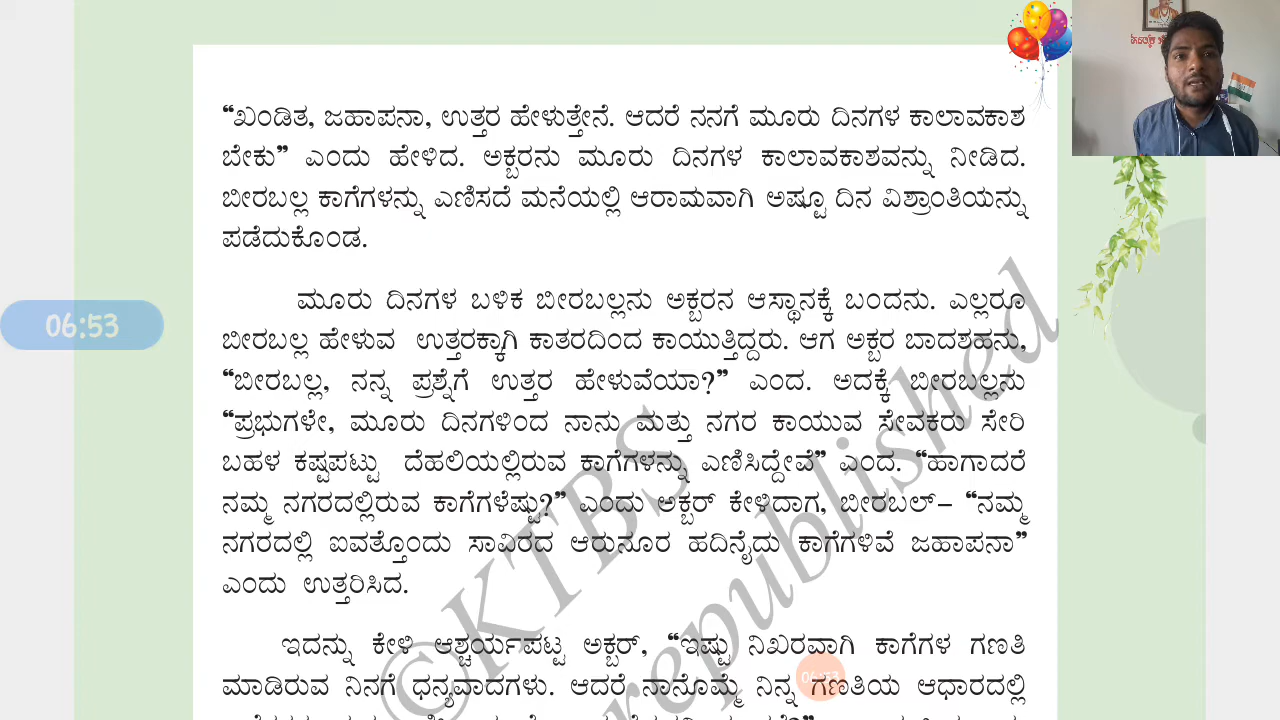 “ಖಂಡಿತ, ಜಹಾಪನಾ, ಉತ್ತರ ಹೇಳುತ್ತೇನೆ. ಆದರೆ ನನಗೆ ಮೂರು ದಿನಗಳ ಕಾಲಾವಕಾಶ
ಬೇಕು” ಎಂದು ಹೇಳಿದ. ಅಕ್ಬರನು ಮೂರು ದಿನಗಳ ಕಾಲಾವಕಾಶವನ್ನು ನೀಡಿದ.
ಬೀರಬಲ್ಲ ಕಾಗೆಗಳನ್ನು ಎಣಿಸದೆ ಮನೆಯಲ್ಲಿ ಆರಾಮವಾಗಿ ಅಷ್ಟೂ ದಿನ ವಿಶ್ರಾಂತಿಯನ್ನು
ಪಡೆದುಕೊಂಡ.
ಮೂರು ದಿನಗಳ ಬಳಿಕ ಬೀರಬಲ್ಲನು ಅಕ್ಬರನ ಆಸ್ಥಾನಕ್ಕೆ ಬಂದನು. ಎಲ್ಲರೂ
06:53
ಬೀರಬಲ್ಲ ಹೇಳುವ ಉತ್ತರಕ್ಕಾಗಿ ಕಾತರದಿಂದ ಕಾಯುತ್ತಿದ್ದರು. ಆಗ ಅಕ್ಬರ ಬಾದಶಹನು,
“ಬೀರಬಲ್ಲ, ನನ್ನ ಪ್ರಶ್ನೆಗೆ ಉತ್ತರ ಹೇಳುವೆಯಾ?” ಎಂದ. ಅದಕ್ಕೆ ಬೀರಬಲ್ಲನು
“ಪ್ರಭುಗಳೇ, ಮೂರು ದಿನಗಳಿಂದ ನಾನು ಮತ್ತು ನಗರ ಕಾಯುವ ಸೇವಕರು ಸೇರಿ
ಬಹಳ ಕಷ್ಟಪಟ್ಟು ದೆಹಲಿಯಲ್ಲಿರುವ ಕಾಗೆಗಳನ್ನು ಎಣಿಸಿದ್ದೇವೆ” ಎಂದ. “ಹಾಗಾದರೆ
ನಮ್ಮ ನಗರದಲ್ಲಿರುವ ಕಾಗೆಗಳೆಷ್ಟು?” ಎಂದು ಅಕ್ಬರ್ ಕೇಳಿದಾಗ, ಬೀರಬಲ್– “ನಮ್ಮ
ನಗರದಲ್ಲಿ ಐವತ್ತೊಂದು ಸಾವಿರದ ಆರುನೂರ ಹದಿನೈದು ಕಾಗೆಗಳಿವೆ ಜಹಾಪನಾ”
ಎಂದು ಉತ್ತರಿಸಿದ.
ಇದನ್ನು ಕೇಳಿ ಆಶ್ಚರ್ಯಪಟ್ಟ ಅಕ್ಬರ್, “ಇಷ್ಟು ನಿಖರವಾಗಿ ಕಾಗೆಗಳ ಗಣತಿ
ಮಾಡಿರುವ ನಿನಗೆ ಧನ್ಯವಾದಗಳು. ಆದರೆ ನಾನೊಮ್ಮೆ ನಿನ್ನ ಗಣತಿಯ ಆಧಾರದಲ್ಲಿ
06:53
©KTBS
republished